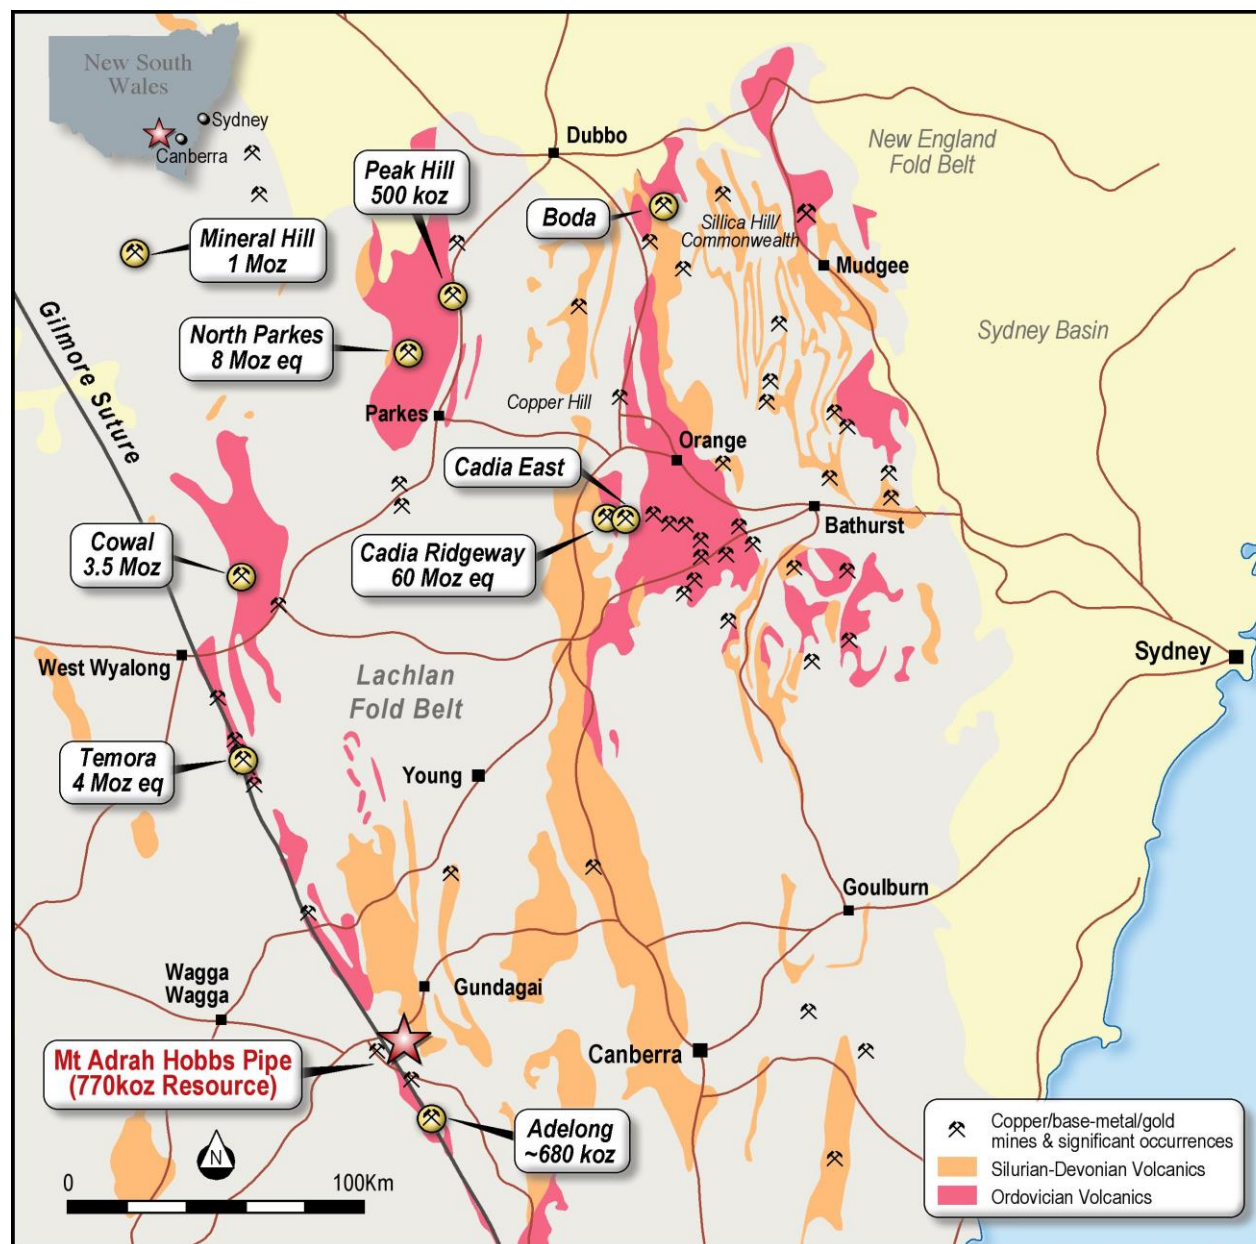 New South
Wales
Sydney
Canberra
Dubbo
New England
Fold Belt
Peak Hill
500 koz
Boda
Sillica Hill/
Commonwealth
Mineral Hill
1 Moz
Mudgee
Gilmore Suture
North Parkes
8 Moz eq
Sydney Basin
Parkes
Copper Hill
Orange
Cadia East
Bathurst
Cowal
3.5 Moz
Cadia Ridgeway
60 Moz eq
West Wyalong
Sydney
Lachlan
Fold Belt
Temora
4 Moz eq
Young
Goulburn
Wagga
Wagga
Gundagai
Mt Adrah Hobbs Pipe
(770koz Resource)
Canberra
Adelong
~680 koz
N
0 100Km
Copper/base-metal/gold
mines & significant occurrences
Silurian-Devonian Volcanics
Ordovician Volcanics